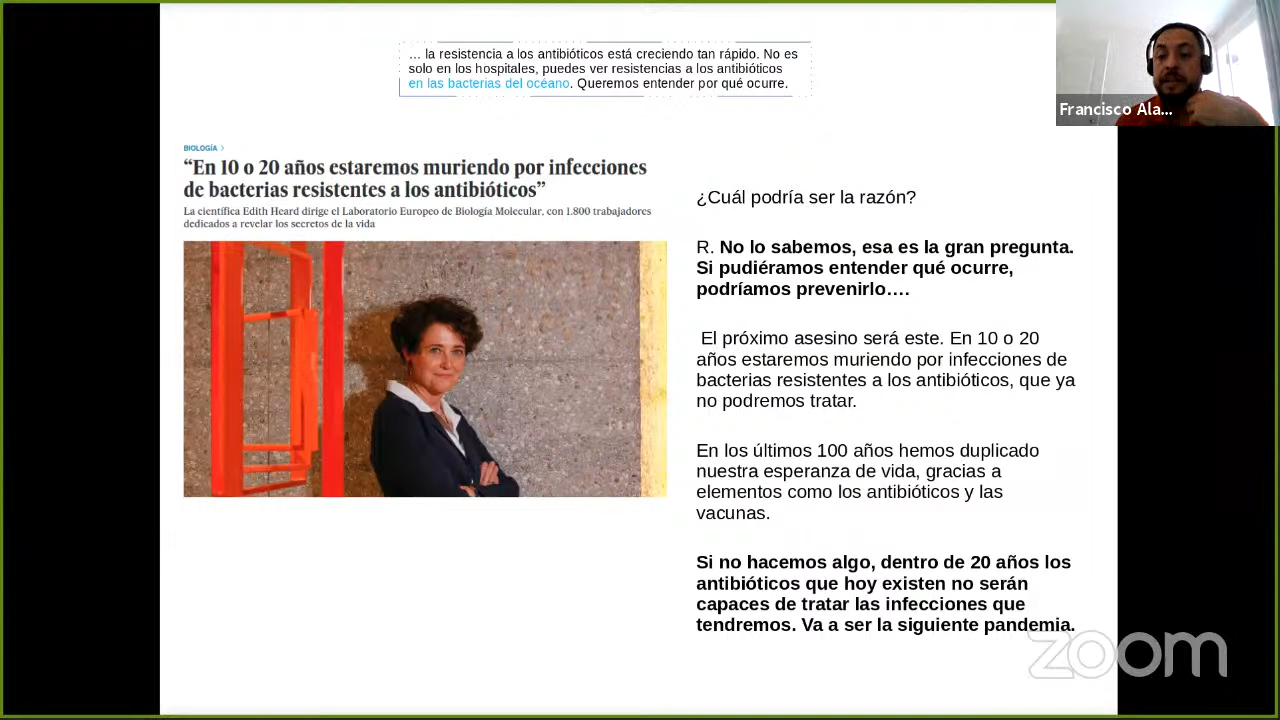 ... la resistencia a los antibióticos está creciendo tan rápido. No es
solo en los hospitales, puedes ver resistencias a los antibióticos
en las bacterias del océano. Queremos entender por qué ocurre.
Francisco Ala...
BIOLOGÍA >
“En 10 o 20 años estaremos muriendo por infecciones
de bacterias resistentes a los antibióticos”
La científica Edith Heard dirige el Laboratorio Europeo de Biología Molecular, con 1.800 trabajadores
dedicados a revelar los secretos de la vida
¿Cuál podría ser la razón?
R. No lo sabemos, esa es la gran pregunta.
Si pudiéramos entender qué ocurre,
podríamos prevenirlo….
El próximo asesino será este. En 10 o 20
años estaremos muriendo por infecciones de
bacterias resistentes a los antibióticos, que ya
no podremos tratar.
En los últimos 100 años hemos duplicado
nuestra esperanza de vida, gracias a
elementos como los antibióticos y las
vacunas.
Si no hacemos algo, dentro de 20 años los
antibióticos que hoy existen no serán
capaces de tratar las infecciones que
tendremos. Va a ser la siguiente pandemia.
zoom